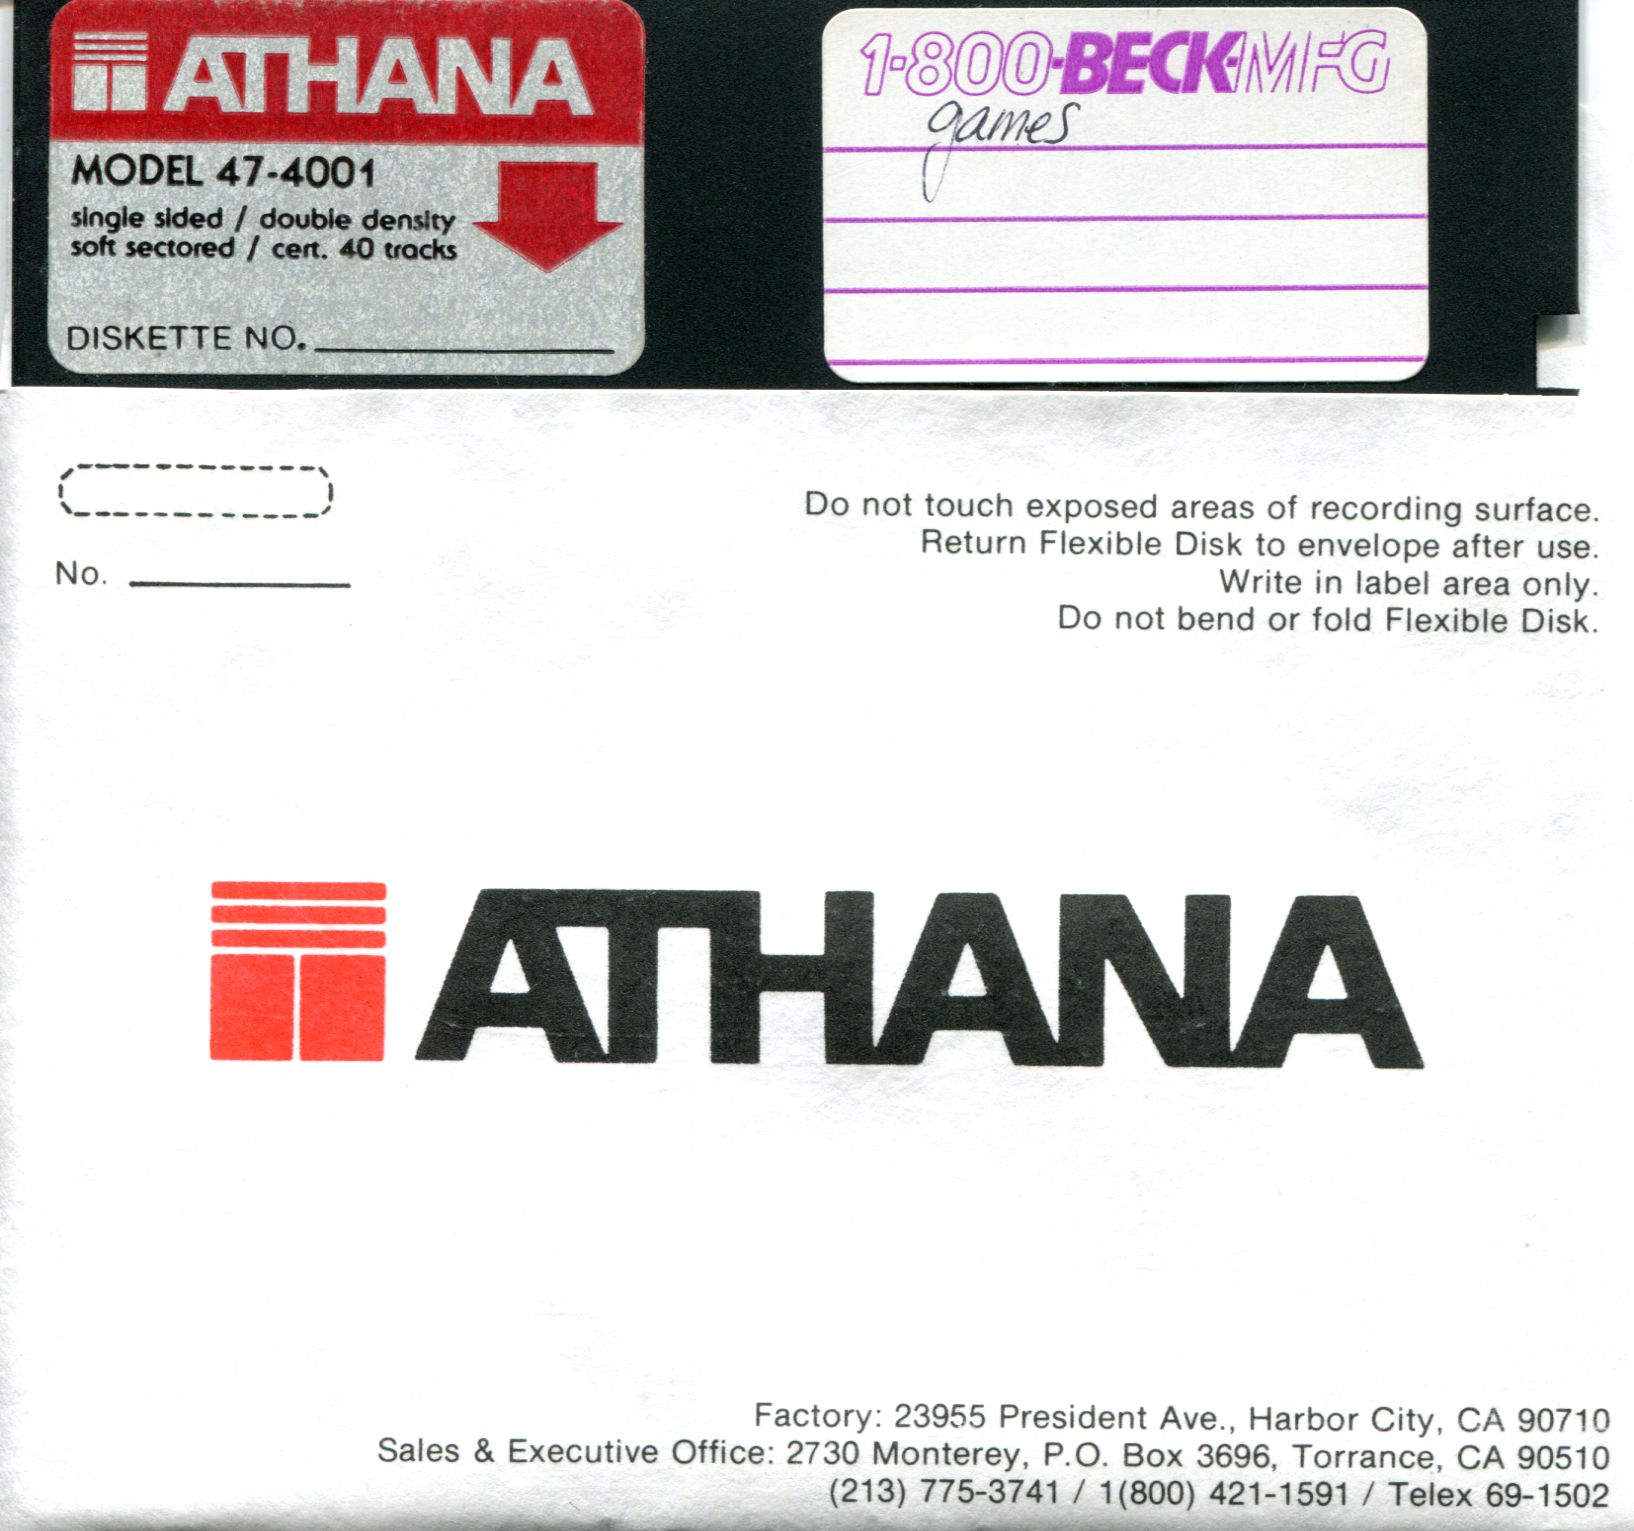 ATHANA
MODEL 47-4001
single sided / double density
soft sectored / cert. 40 tracks
DISKETTE NO.
1-800-BECK-MFG
games
No.
Do not touch exposed areas of recording surface.
Return Flexible Disk to envelope after use.
Write in label area only.
Do not bend or fold Flexible Disk.
ATHANA
Factory: 23955 President Ave., Harbor City, CA 90710
Sales & Executive Office: 2730 Monterey, P.O. Box 3696, Torrance, CA 90510
(213) 775-3741 / 1(800) 421-1591 / Telex 69-1502